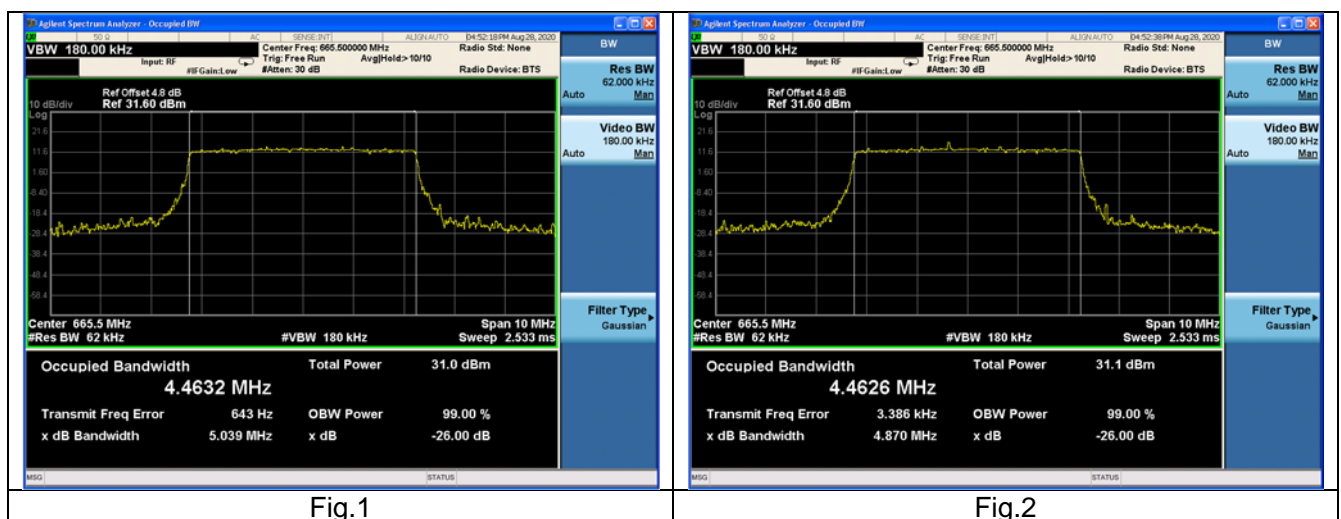 Agilent Spectrum Analyzer - Occupied BW
50 Ω AC SENSE:INT ALIGN AUTO 04:52:18 PM Aug 28, 2020
VBW 180.00 kHz
Center Freq: 665.500000 MHz
Radio Std: None
Input: RF
Trig: Free Run Avg|Hold:>10/10
#IFGain:Low
#Atten: 30 dB
Radio Device: BTS
Ref Offset 4.8 dB
10 dB/div Ref 31.60 dBm
Log
21.6
11.6
1.60
-8.40
-18.4
-28.4
-38.4
-48.4
-58.4
Center 665.5 MHz Span 10 MHz
#Res BW 62 kHz #VBW 180 kHz Sweep 2.533 ms
Occupied Bandwidth Total Power 31.0 dBm
4.4632 MHz
Transmit Freq Error 643 Hz OBW Power 99.00 %
x dB Bandwidth 5.039 MHz x dB -26.00 dB
MSG STATUS
BW
Res BW
62.000 kHz
Auto Man
Video BW
180.00 kHz
Auto Man
Filter Type
Gaussian
Fig.1
Agilent Spectrum Analyzer - Occupied BW
50 Ω AC SENSE:INT ALIGN AUTO 04:52:38 PM Aug 28, 2020
VBW 180.00 kHz
Center Freq: 665.500000 MHz
Radio Std: None
Input: RF
Trig: Free Run Avg|Hold:>10/10
#IFGain:Low
#Atten: 30 dB
Radio Device: BTS
Ref Offset 4.8 dB
10 dB/div Ref 31.60 dBm
Log
21.6
11.6
1.60
-8.40
-18.4
-28.4
-38.4
-48.4
-58.4
Center 665.5 MHz Span 10 MHz
#Res BW 62 kHz #VBW 180 kHz Sweep 2.533 ms
Occupied Bandwidth Total Power 31.1 dBm
4.4626 MHz
Transmit Freq Error 3.386 kHz OBW Power 99.00 %
x dB Bandwidth 4.870 MHz x dB -26.00 dB
MSG STATUS
BW
Res BW
62.000 kHz
Auto Man
Video BW
180.00 kHz
Auto Man
Filter Type
Gaussian
Fig.2